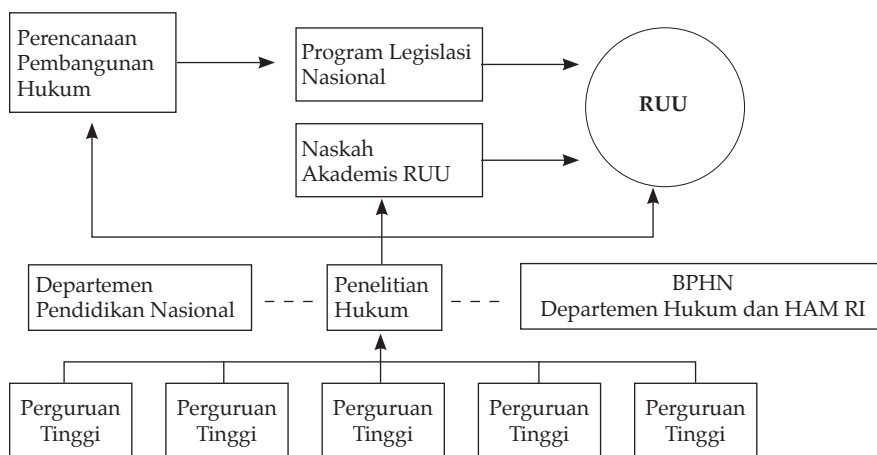 Perencanaan
Pembangunan
Hukum
Program Legislasi
Nasional
RUU
Naskah
Akademis RUU
Departemen
Pendidikan Nasional
Penelitian
Hukum
BPHN
Departemen Hukum dan HAM RI
Perguruan
Tinggi
Perguruan
Tinggi
Perguruan
Tinggi
Perguruan
Tinggi
Perguruan
Tinggi